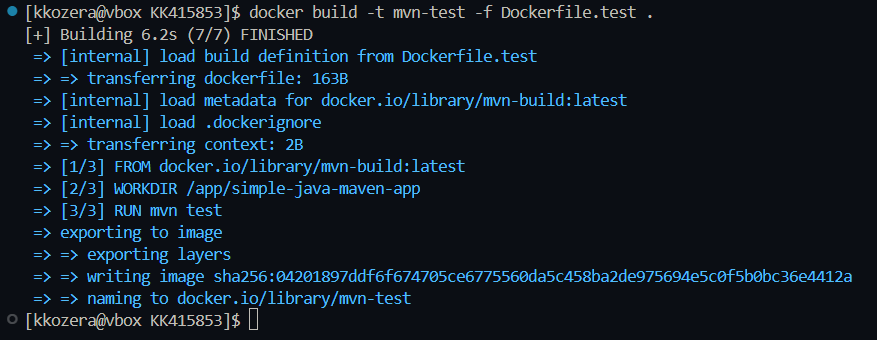 [kkozera@vbox KK415853]$ docker build -t mvn-test -f Dockerfile.test .
[+] Building 6.2s (7/7) FINISHED
=> [internal] load build definition from Dockerfile.test
=> => transferring dockerfile: 163B
=> [internal] load metadata for docker.io/library/mvn-build:latest
=> [internal] load .dockerignore
=> => transferring context: 2B
=> [1/3] FROM docker.io/library/mvn-build:latest
=> [2/3] WORKDIR /app/simple-java-maven-app
=> [3/3] RUN mvn test
=> exporting to image
=> => exporting layers
=> => writing image sha256:04201897ddf6f674705ce6775560da5c458ba2de975694e5c0f5b0bc36e4412a
=> => naming to docker.io/library/mvn-test
[kkozera@vbox KK415853]$